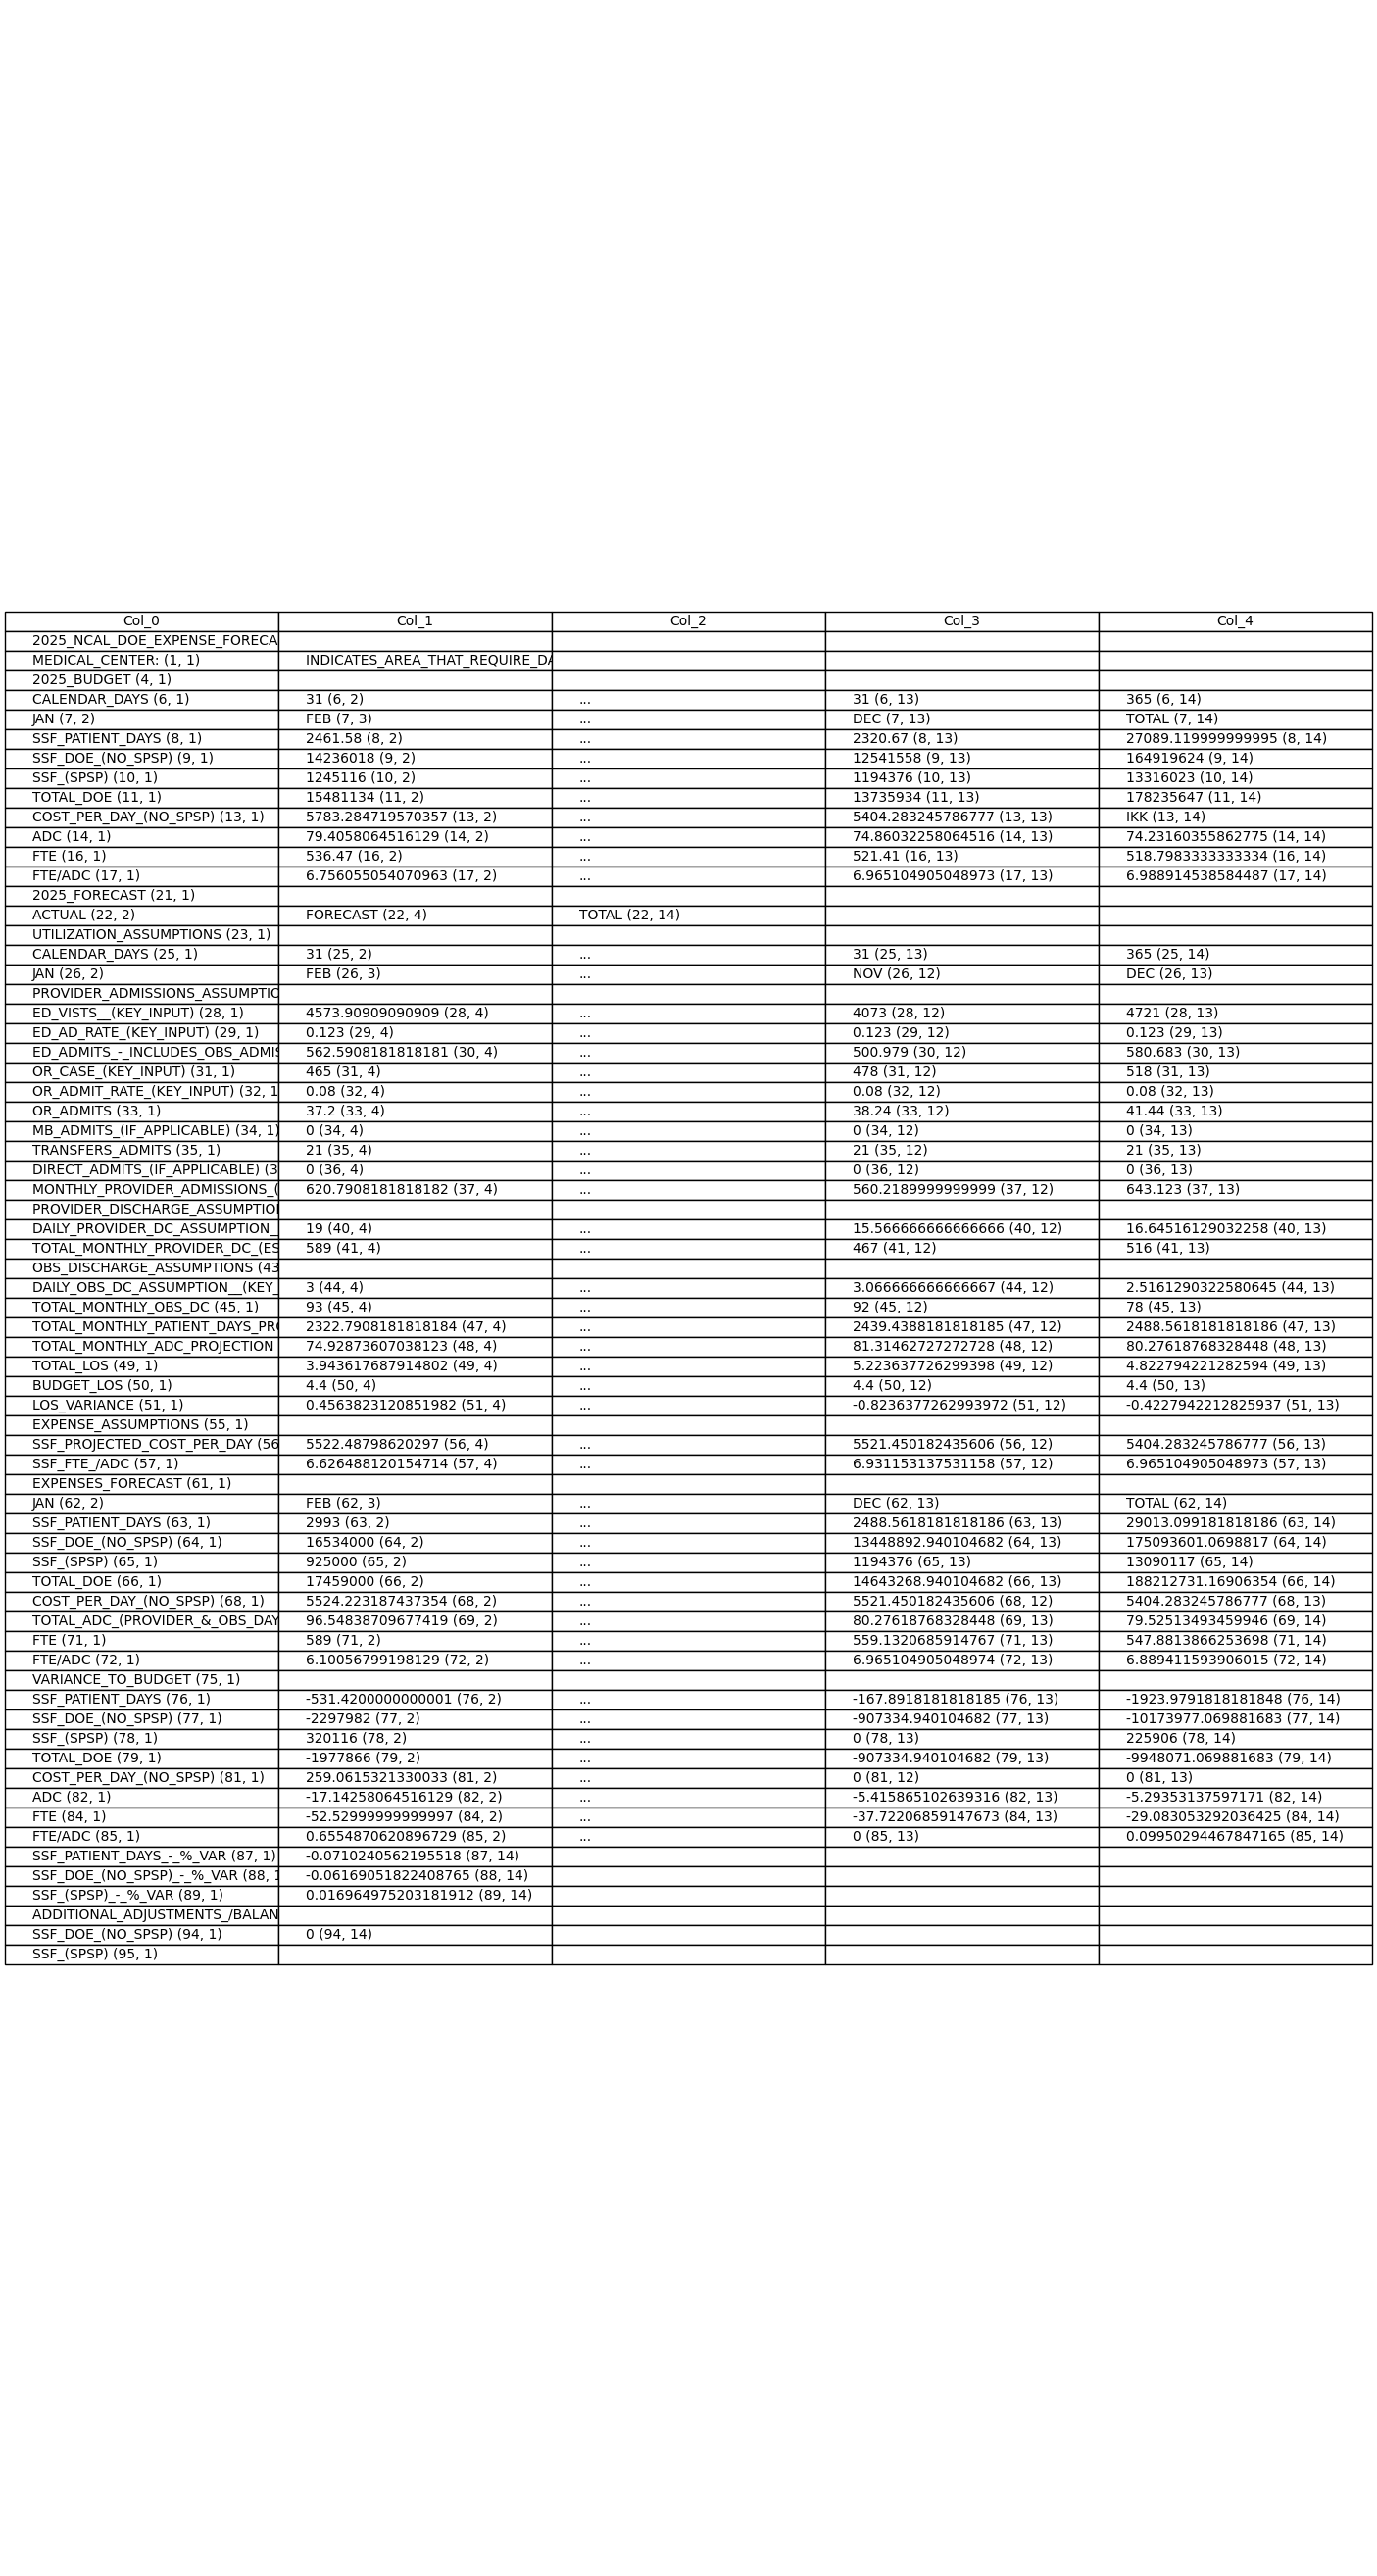 Col_0 Col_1 Col_2 Col_3 Col_4
2025_NCAL_DOE_EXPENSE_FORECA
MEDICAL_CENTER: (1, 1) INDICATES_AREA_THAT_REQUIRE_DA
2025_BUDGET (4, 1)
CALENDAR_DAYS (6, 1) 31 (6, 2) ... 31 (6, 13) 365 (6, 14)
JAN (7, 2) FEB (7, 3) ... DEC (7, 13) TOTAL (7, 14)
SSF_PATIENT_DAYS (8, 1) 2461.58 (8, 2) ... 2320.67 (8, 13) 27089.119999999995 (8, 14)
SSF_DOE_(NO_SPSP) (9, 1) 14236018 (9, 2) ... 12541558 (9, 13) 164919624 (9, 14)
SSF_(SPSP) (10, 1) 1245116 (10, 2) ... 1194376 (10, 13) 13316023 (10, 14)
TOTAL_DOE (11, 1) 15481134 (11, 2) ... 13735934 (11, 13) 178235647 (11, 14)
COST_PER_DAY_(NO_SPSP) (13, 1) 5783.284719570357 (13, 2) ... 5404.283245786777 (13, 13) IKK (13, 14)
ADC (14, 1) 79.4058064516129 (14, 2) ... 74.86032258064516 (14, 13) 74.23160355862775 (14, 14)
FTE (16, 1) 536.47 (16, 2) ... 521.41 (16, 13) 518.7983333333334 (16, 14)
FTE/ADC (17, 1) 6.756055054070963 (17, 2) ... 6.965104905048973 (17, 13) 6.988914538584487 (17, 14)
2025_FORECAST (21, 1)
ACTUAL (22, 2) FORECAST (22, 4) TOTAL (22, 14)
UTILIZATION_ASSUMPTIONS (23, 1)
CALENDAR_DAYS (25, 1) 31 (25, 2) ... 31 (25, 13) 365 (25, 14)
JAN (26, 2) FEB (26, 3) ... NOV (26, 12) DEC (26, 13)
PROVIDER_ADMISSIONS_ASSUMPTIO
ED_VISTS__(KEY_INPUT) (28, 1) 4573.90909090909 (28, 4) ... 4073 (28, 12) 4721 (28, 13)
ED_AD_RATE_(KEY_INPUT) (29, 1) 0.123 (29, 4) ... 0.123 (29, 12) 0.123 (29, 13)
ED_ADMITS_-_INCLUDES_OBS_ADMIS 562.5908181818181 (30, 4) ... 500.979 (30, 12) 580.683 (30, 13)
OR_CASE_(KEY_INPUT) (31, 1) 465 (31, 4) ... 478 (31, 12) 518 (31, 13)
OR_ADMIT_RATE_(KEY_INPUT) (32, 1 0.08 (32, 4) ... 0.08 (32, 12) 0.08 (32, 13)
OR_ADMITS (33, 1) 37.2 (33, 4) ... 38.24 (33, 12) 41.44 (33, 13)
MB_ADMITS_(IF_APPLICABLE) (34, 1) 0 (34, 4) ... 0 (34, 12) 0 (34, 13)
TRANSFERS_ADMITS (35, 1) 21 (35, 4) ... 21 (35, 12) 21 (35, 13)
DIRECT_ADMITS_(IF_APPLICABLE) (3 0 (36, 4) ... 0 (36, 12) 0 (36, 13)
MONTHLY_PROVIDER_ADMISSIONS_( 620.7908181818182 (37, 4) ... 560.2189999999999 (37, 12) 643.123 (37, 13)
PROVIDER_DISCHARGE_ASSUMPTIO
DAILY_PROVIDER_DC_ASSUMPTION_ 19 (40, 4) ... 15.566666666666666 (40, 12) 16.64516129032258 (40, 13)
TOTAL_MONTHLY_PROVIDER_DC_(ES 589 (41, 4) ... 467 (41, 12) 516 (41, 13)
OBS_DISCHARGE_ASSUMPTIONS (43
DAILY_OBS_DC_ASSUMPTION__(KEY_ 3 (44, 4) ... 3.066666666666667 (44, 12) 2.5161290322580645 (44, 13)
TOTAL_MONTHLY_OBS_DC (45, 1) 93 (45, 4) ... 92 (45, 12) 78 (45, 13)
TOTAL_MONTHLY_PATIENT_DAYS_PRO 2322.7908181818184 (47, 4) ... 2439.4388181818185 (47, 12) 2488.5618181818186 (47, 13)
TOTAL_MONTHLY_ADC_PROJECTION 74.92873607038123 (48, 4) ... 81.31462727272728 (48, 12) 80.27618768328448 (48, 13)
TOTAL_LOS (49, 1) 3.943617687914802 (49, 4) ... 5.223637726299398 (49, 12) 4.822794221282594 (49, 13)
BUDGET_LOS (50, 1) 4.4 (50, 4) ... 4.4 (50, 12) 4.4 (50, 13)
LOS_VARIANCE (51, 1) 0.4563823120851982 (51, 4) ... -0.8236377262993972 (51, 12) -0.4227942212825937 (51, 13)
EXPENSE_ASSUMPTIONS (55, 1)
SSF_PROJECTED_COST_PER_DAY (56 5522.48798620297 (56, 4) ... 5521.450182435606 (56, 12) 5404.283245786777 (56, 13)
SSF_FTE_/ADC (57, 1) 6.626488120154714 (57, 4) ... 6.931153137531158 (57, 12) 6.965104905048973 (57, 13)
EXPENSES_FORECAST (61, 1)
JAN (62, 2) FEB (62, 3) ... DEC (62, 13) TOTAL (62, 14)
SSF_PATIENT_DAYS (63, 1) 2993 (63, 2) ... 2488.5618181818186 (63, 13) 29013.099181818186 (63, 14)
SSF_DOE_(NO_SPSP) (64, 1) 16534000 (64, 2) ... 13448892.940104682 (64, 13) 175093601.0698817 (64, 14)
SSF_(SPSP) (65, 1) 925000 (65, 2) ... 1194376 (65, 13) 13090117 (65, 14)
TOTAL_DOE (66, 1) 17459000 (66, 2) ... 14643268.940104682 (66, 13) 188212731.16906354 (66, 14)
COST_PER_DAY_(NO_SPSP) (68, 1) 5524.223187437354 (68, 2) ... 5521.450182435606 (68, 12) 5404.283245786777 (68, 13)
TOTAL_ADC_(PROVIDER_&_OBS_DAY 96.54838709677419 (69, 2) ... 80.27618768328448 (69, 13) 79.52513493459946 (69, 14)
FTE (71, 1) 589 (71, 2) ... 559.1320685914767 (71, 13) 547.8813866253698 (71, 14)
FTE/ADC (72, 1) 6.10056799198129 (72, 2) ... 6.965104905048974 (72, 13) 6.889411593906015 (72, 14)
VARIANCE_TO_BUDGET (75, 1)
SSF_PATIENT_DAYS (76, 1) -531.4200000000001 (76, 2) ... -167.8918181818185 (76, 13) -1923.9791818181848 (76, 14)
SSF_DOE_(NO_SPSP) (77, 1) -2297982 (77, 2) ... -907334.940104682 (77, 13) -10173977.069881683 (77, 14)
SSF_(SPSP) (78, 1) 320116 (78, 2) ... 0 (78, 13) 225906 (78, 14)
TOTAL_DOE (79, 1) -1977866 (79, 2) ... -907334.940104682 (79, 13) -9948071.069881683 (79, 14)
COST_PER_DAY_(NO_SPSP) (81, 1) 259.0615321330033 (81, 2) ... 0 (81, 12) 0 (81, 13)
ADC (82, 1) -17.14258064516129 (82, 2) ... -5.415865102639316 (82, 13) -5.29353137597171 (82, 14)
FTE (84, 1) -52.52999999999997 (84, 2) ... -37.72206859147673 (84, 13) -29.083053292036425 (84, 14)
FTE/ADC (85, 1) 0.6554870620896729 (85, 2) ... 0 (85, 13) 0.09950294467847165 (85, 14)
SSF_PATIENT_DAYS_-_%_VAR (87, 1) -0.0710240562195518 (87, 14)
SSF_DOE_(NO_SPSP)_-_%_VAR (88, 1 -0.06169051822408765 (88, 14)
SSF_(SPSP)_-_%_VAR (89, 1) 0.016964975203181912 (89, 14)
ADDITIONAL_ADJUSTMENTS_/BALAN
SSF_DOE_(NO_SPSP) (94, 1) 0 (94, 14)
SSF_(SPSP) (95, 1)